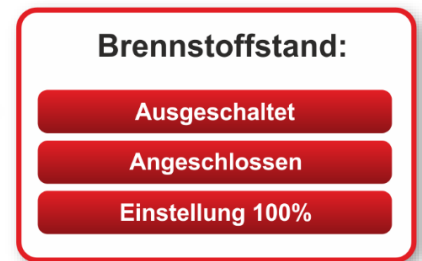 Brennstoffstand:
Ausgeschaltet
Angeschlossen
Einstellung 100%